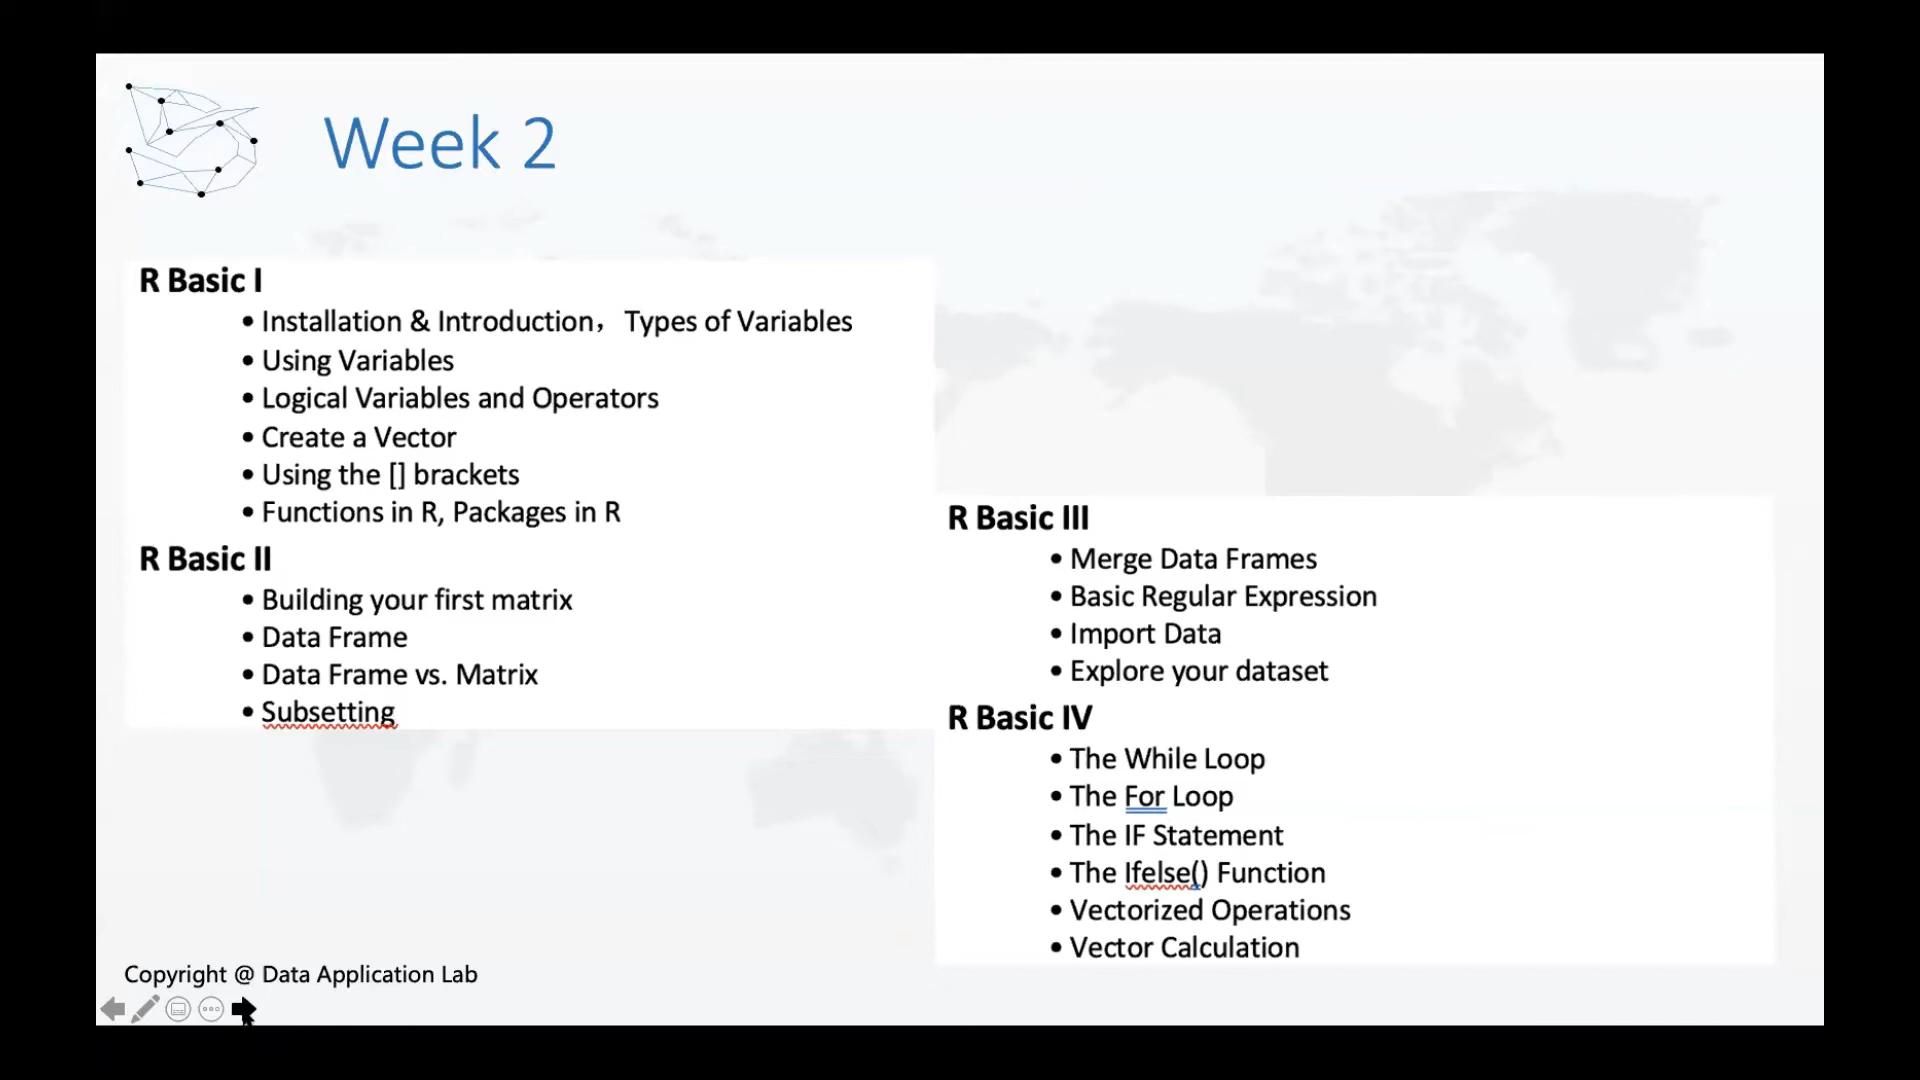 Week 2
R Basic I
• Installation & Introduction，Types of Variables
• Using Variables
• Logical Variables and Operators
• Create a Vector
• Using the [] brackets
• Functions in R, Packages in R
R Basic II
• Building your first matrix
• Data Frame
• Data Frame vs. Matrix
• Subsetting
R Basic III
• Merge Data Frames
• Basic Regular Expression
• Import Data
• Explore your dataset
R Basic IV
• The While Loop
• The For Loop
• The IF Statement
• The Ifelse() Function
• Vectorized Operations
• Vector Calculation
Copyright @ Data Application Lab